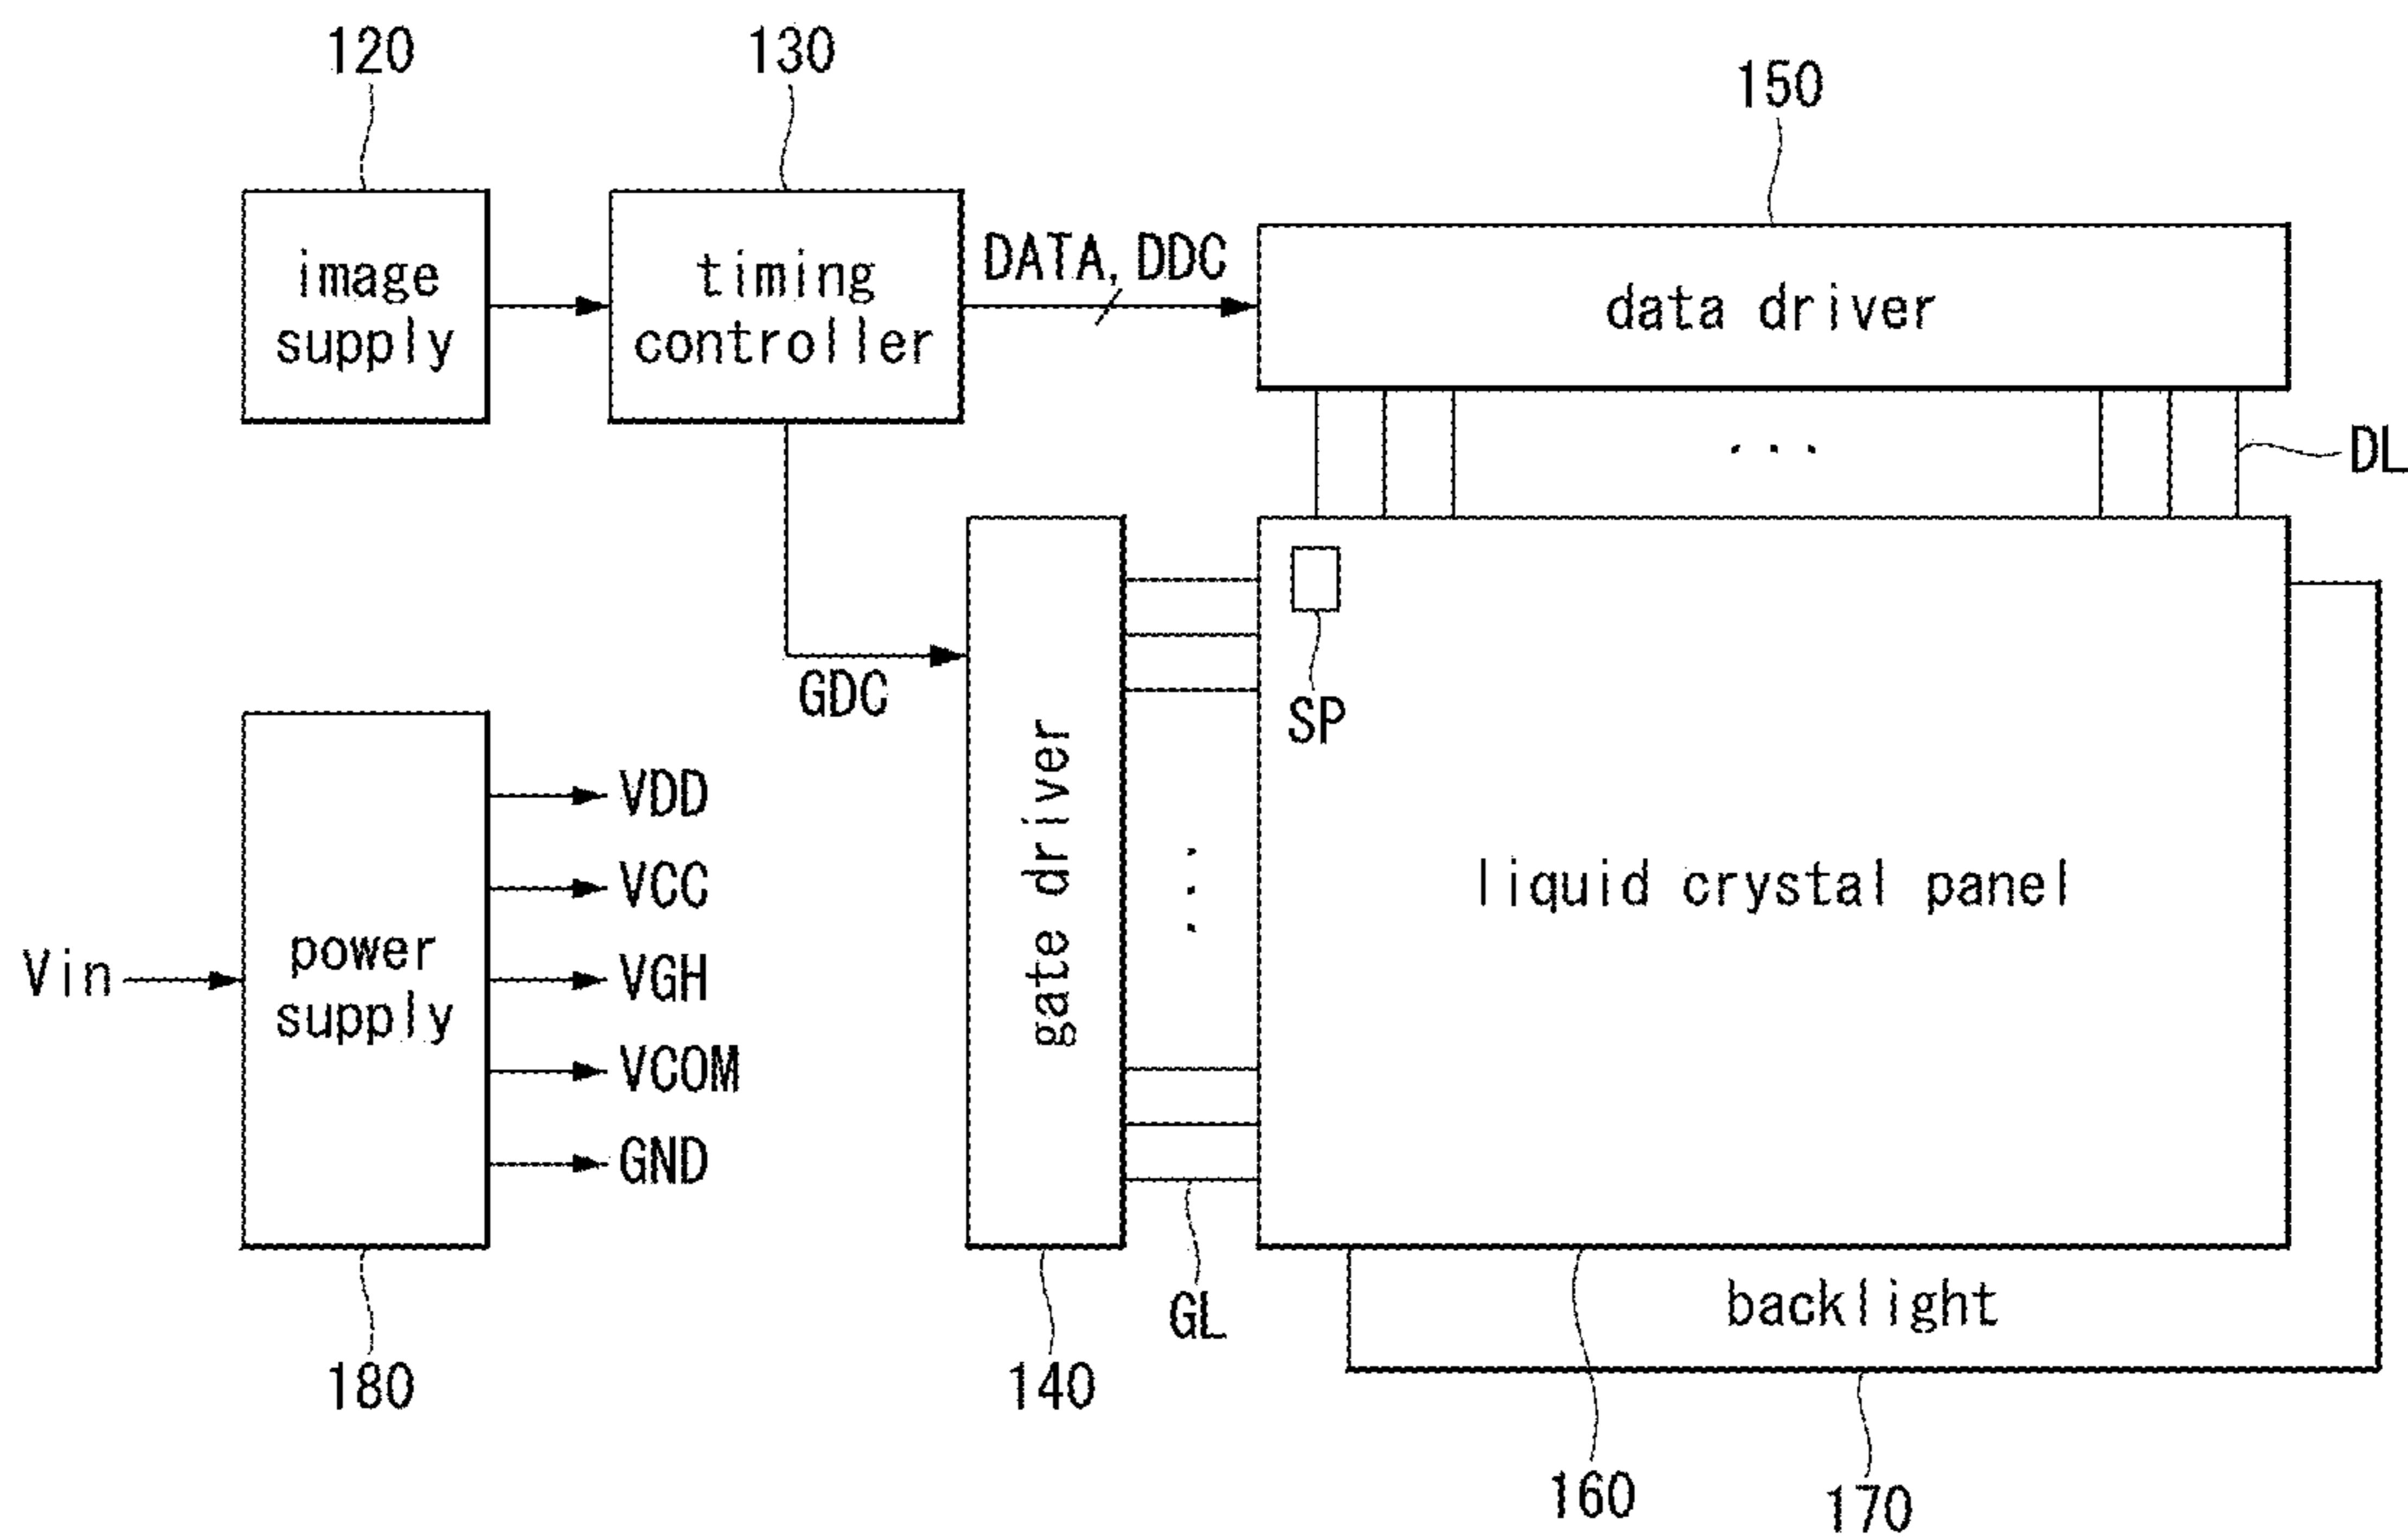 120
130
150
image
supply
timing
controller
DATA, DDC
data driver
DL
GDC
SP
VDD
VCC
VGH
VCOM
GND
Vin
power
supply
gate driver
liquid crystal panel
GL
backlight
180
140
160
170